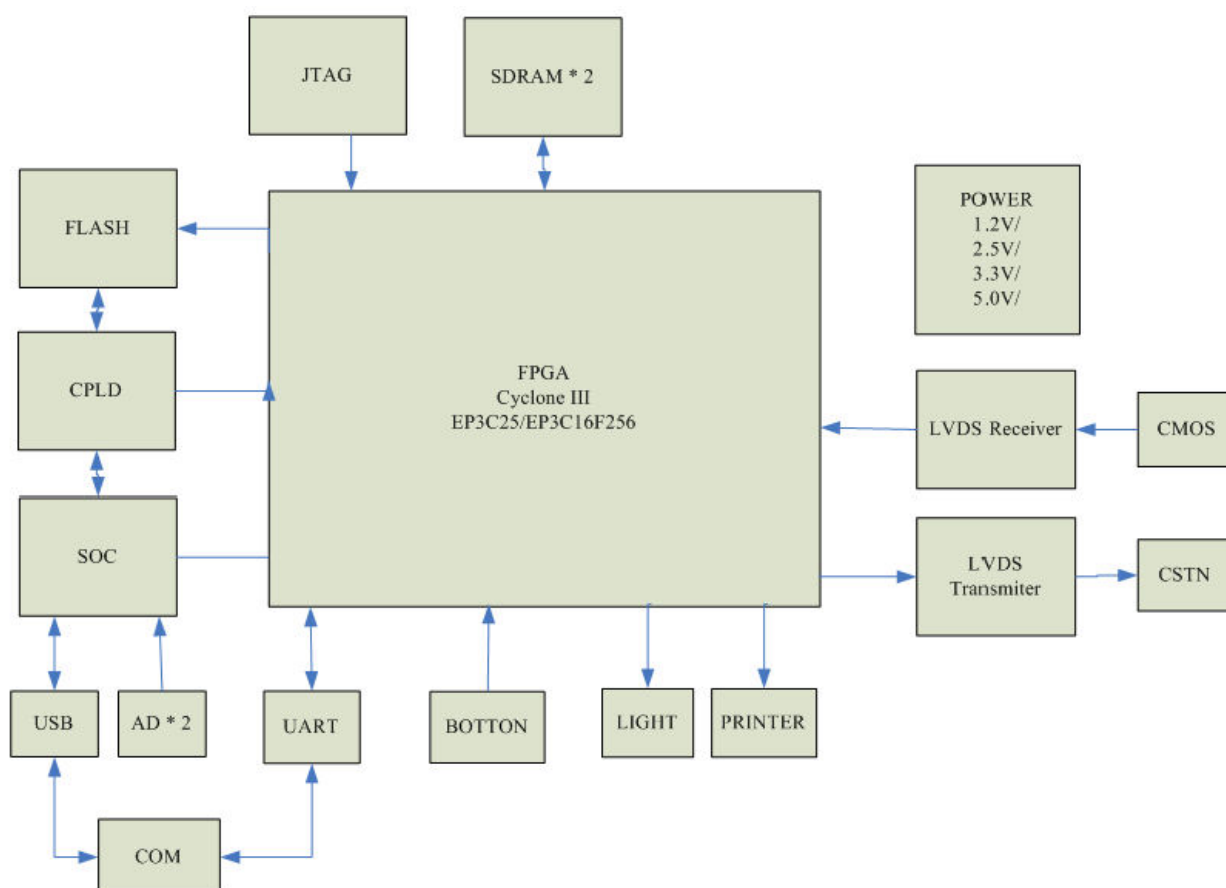 JTAG
SDRAM * 2
FLASH
POWER
1.2V/
2.5V/
3.3V/
5.0V/
CPLD
FPGA
Cyclone III
EP3C25/EP3C16F256
LVDS Receiver
CMOS
SOC
LVDS
Transmiter
CSTN
USB
AD * 2
UART
BOTTON
LIGHT
PRINTER
COM